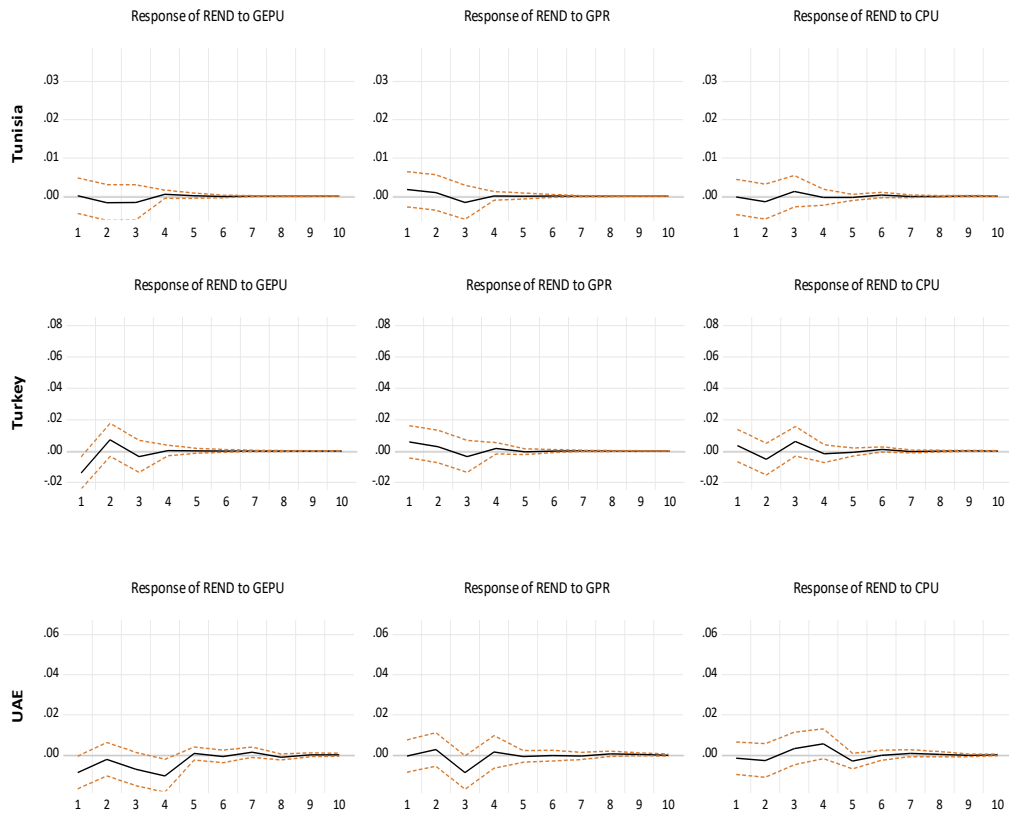 Response of REND to GEPU
Response of REND to GPR
Response of REND to CPU
Tunisia
.03
.02
.01
.00
1 2 3 4 5 6 7 8 9 10
.03
.02
.01
.00
1 2 3 4 5 6 7 8 9 10
.03
.02
.01
.00
1 2 3 4 5 6 7 8 9 10
Response of REND to GEPU
Response of REND to GPR
Response of REND to CPU
Turkey
.08
.06
.04
.02
.00
-.02
1 2 3 4 5 6 7 8 9 10
.08
.06
.04
.02
.00
-.02
1 2 3 4 5 6 7 8 9 10
.08
.06
.04
.02
.00
-.02
1 2 3 4 5 6 7 8 9 10
Response of REND to GEPU
Response of REND to GPR
Response of REND to CPU
UAE
.06
.04
.02
.00
1 2 3 4 5 6 7 8 9 10
.06
.04
.02
.00
1 2 3 4 5 6 7 8 9 10
.06
.04
.02
.00
1 2 3 4 5 6 7 8 9 10